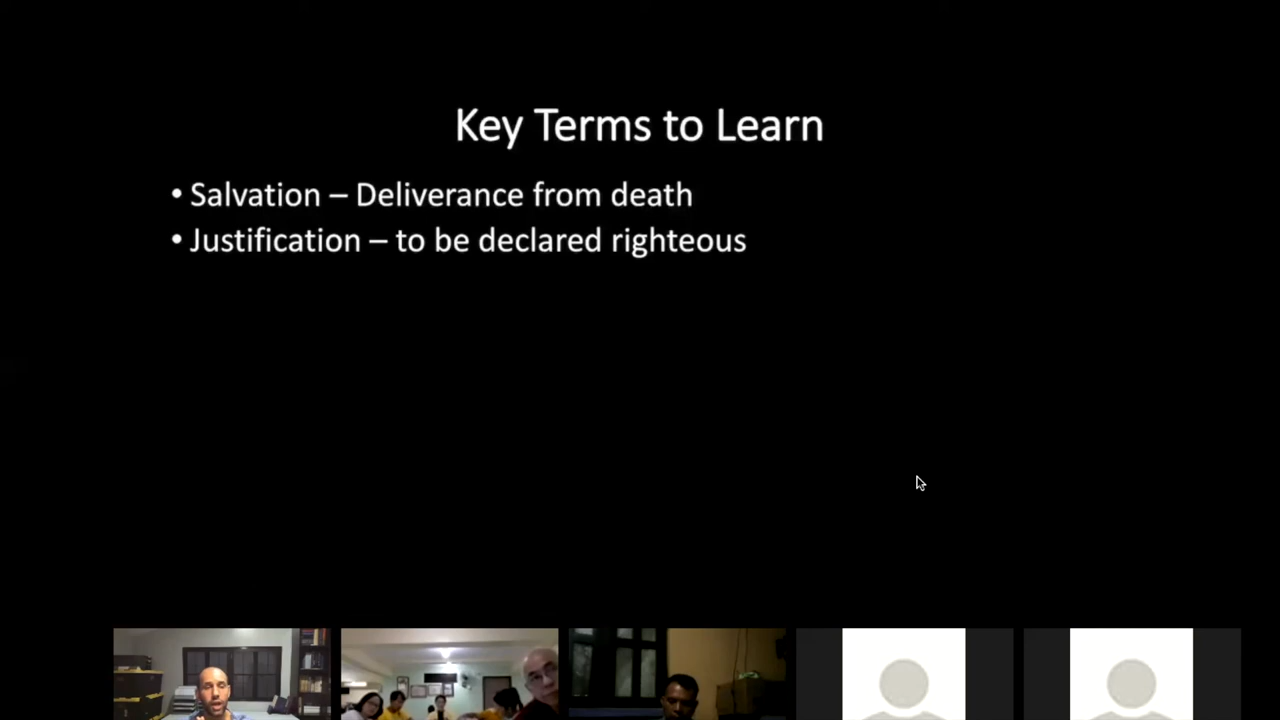 Key Terms to Learn
• Salvation – Deliverance from death
• Justification – to be declared righteous